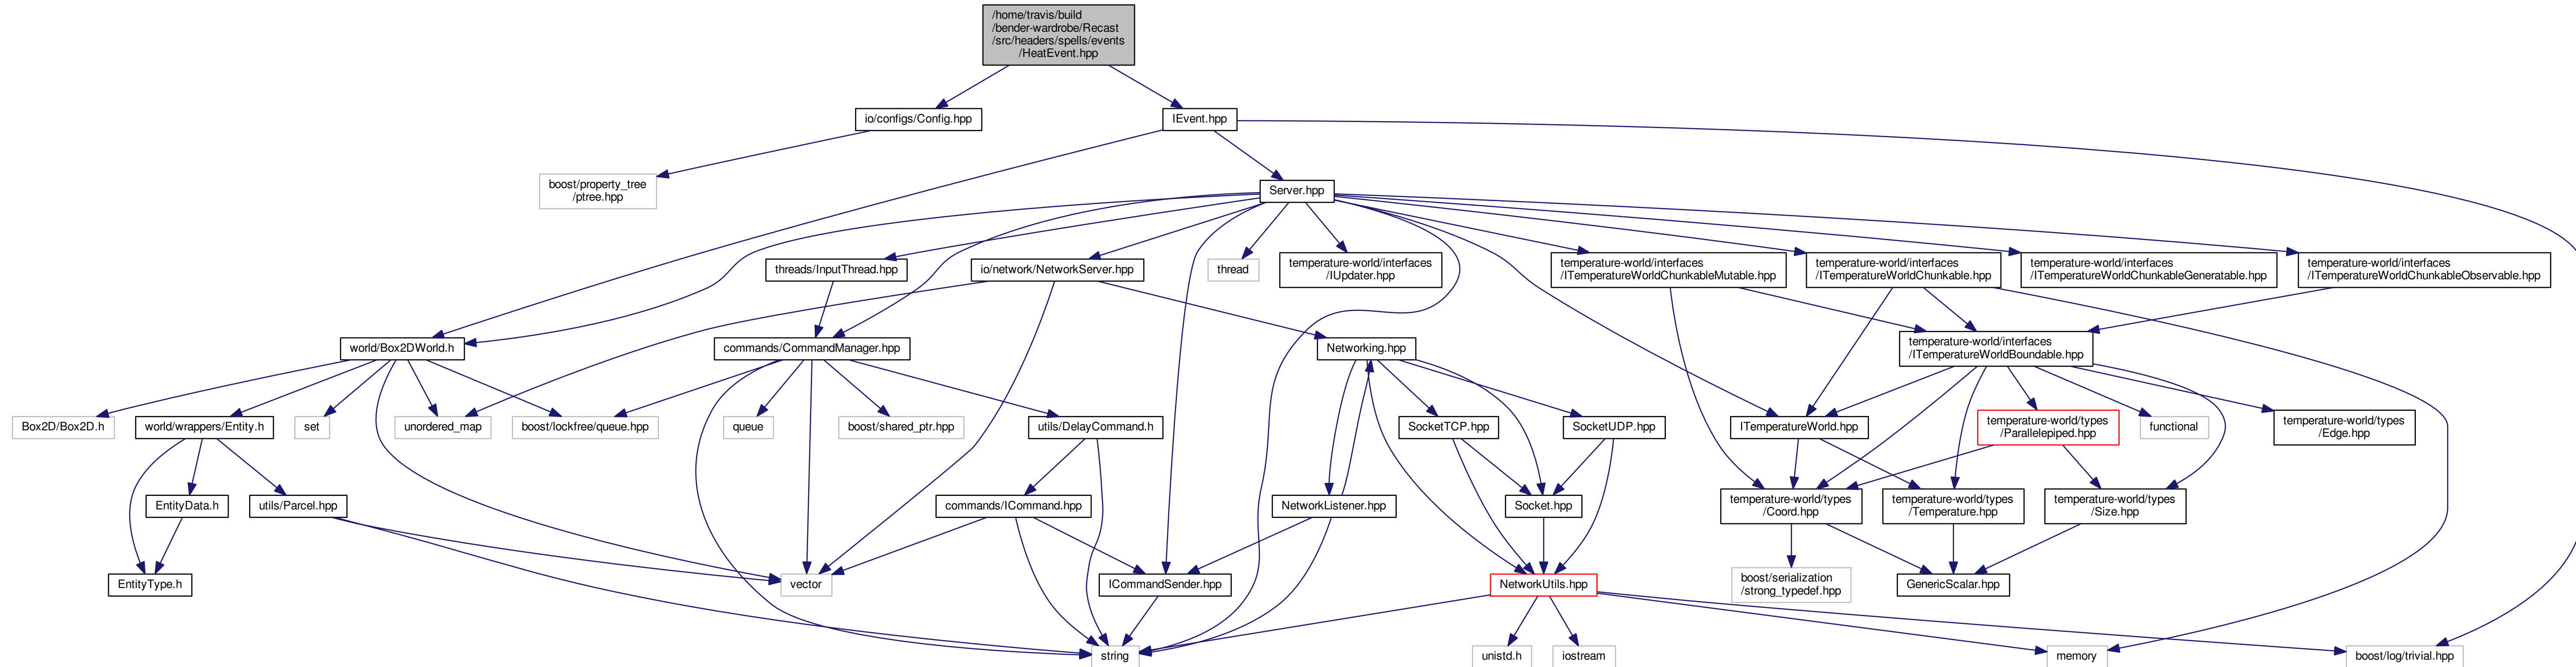 /home/travis/build
/bender-wardrobe/Recast
/src/headers/spells/events
/HeatEvent.hpp
io/configs/Config.hpp
IEvent.hpp
boost/property_tree
/ptree.hpp
Server.hpp
threads/InputThread.hpp
io/network/NetworkServer.hpp
thread
temperature-world/interfaces
/IUpdater.hpp
temperature-world/interfaces
/ITemperatureWorldChunkableMutable.hpp
temperature-world/interfaces
/ITemperatureWorldChunkable.hpp
temperature-world/interfaces
/ITemperatureWorldChunkableGeneratable.hpp
temperature-world/interfaces
/ITemperatureWorldChunkableObservable.hpp
world/Box2DWorld.h
commands/CommandManager.hpp
Networking.hpp
temperature-world/interfaces
/ITemperatureWorldBoundable.hpp
Box2D/Box2D.h
world/wrappers/Entity.h
set
unordered_map
boost/lockfree/queue.hpp
queue
boost/shared_ptr.hpp
utils/DelayCommand.h
SocketTCP.hpp
SocketUDP.hpp
ITemperatureWorld.hpp
temperature-world/types
/Parallelepiped.hpp
functional
temperature-world/types
/Edge.hpp
EntityData.h
utils/Parcel.hpp
commands/ICommand.hpp
NetworkListener.hpp
Socket.hpp
temperature-world/types
/Coord.hpp
temperature-world/types
/Temperature.hpp
temperature-world/types
/Size.hpp
EntityType.h
vector
ICommandSender.hpp
NetworkUtils.hpp
boost/serialization
/strong_typedef.hpp
GenericScalar.hpp
string
unistd.h
iostream
memory
boost/log/trivial.hpp